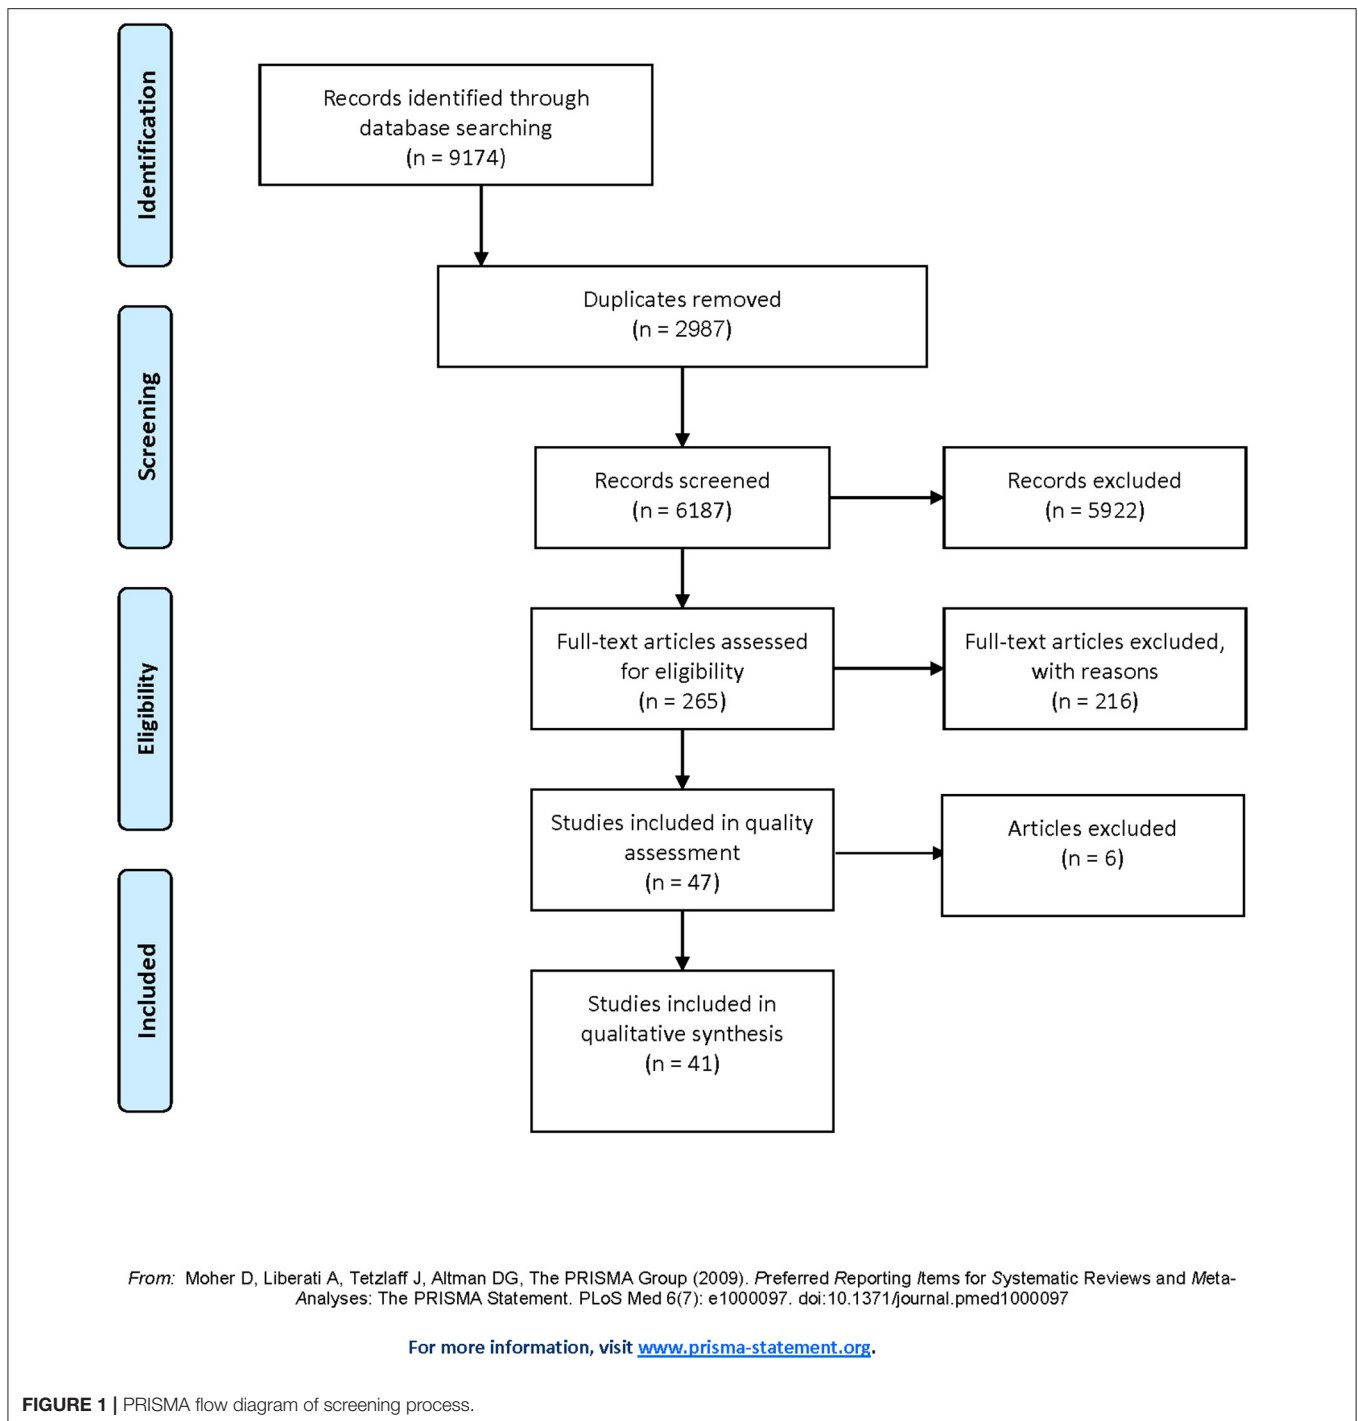 Identification
Records identified through
database searching
(n = 9174)
Duplicates removed
(n = 2987)
Screening
Records screened
(n = 6187)
Records excluded
(n = 5922)
Eligibility
Full-text articles assessed
for eligibility
(n = 265)
Full-text articles excluded,
with reasons
(n = 216)
Studies included in quality
assessment
(n = 47)
Articles excluded
(n = 6)
Included
Studies included in
qualitative synthesis
(n = 41)
From: Moher D, Liberati A, Tetzlaff J, Altman DG, The PRISMA Group (2009). Preferred Reporting Items for Systematic Reviews and Meta-
Analyses: The PRISMA Statement. PLoS Med 6(7): e1000097. doi:10.1371/journal.pmed1000097
For more information, visit www.prisma-statement.org.
FIGURE 1 | PRISMA flow diagram of screening process.